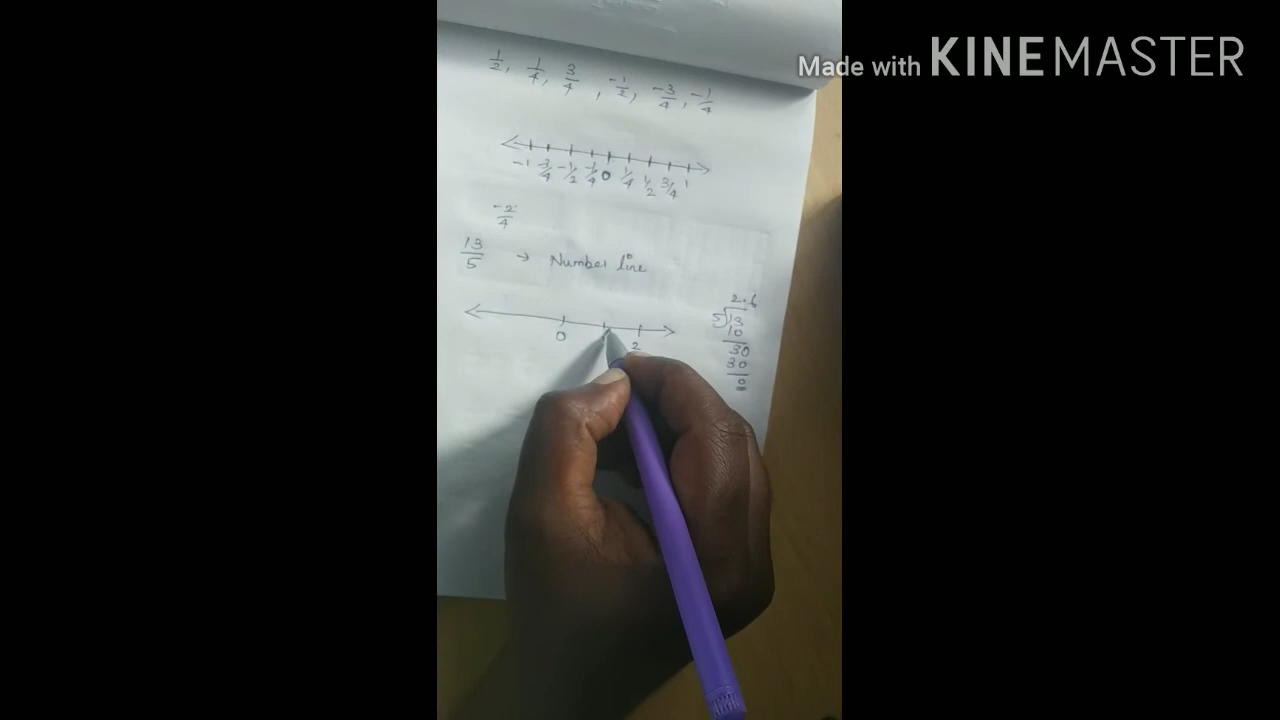 Made with KINEMASTER
1/2, 1/4, 3/4, -1/2, -3/4, -1/4
-1 -3/4 -1/2 -1/4 0 1/4 1/2 3/4 1
-2/4
13/5 → Number line
2.6
5 13
10
30
30
0
0 2